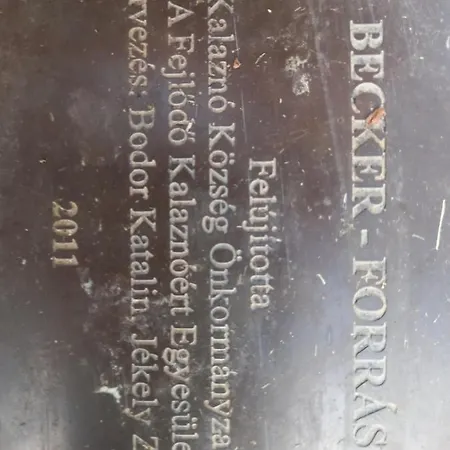 BECKER - FORRÁS
Felújította
Kalaznó Község Önkormányza
A Fejlődő Kalaznóért Egyesüle
rvezés: Bodor Katalin, Jékely Z
2011